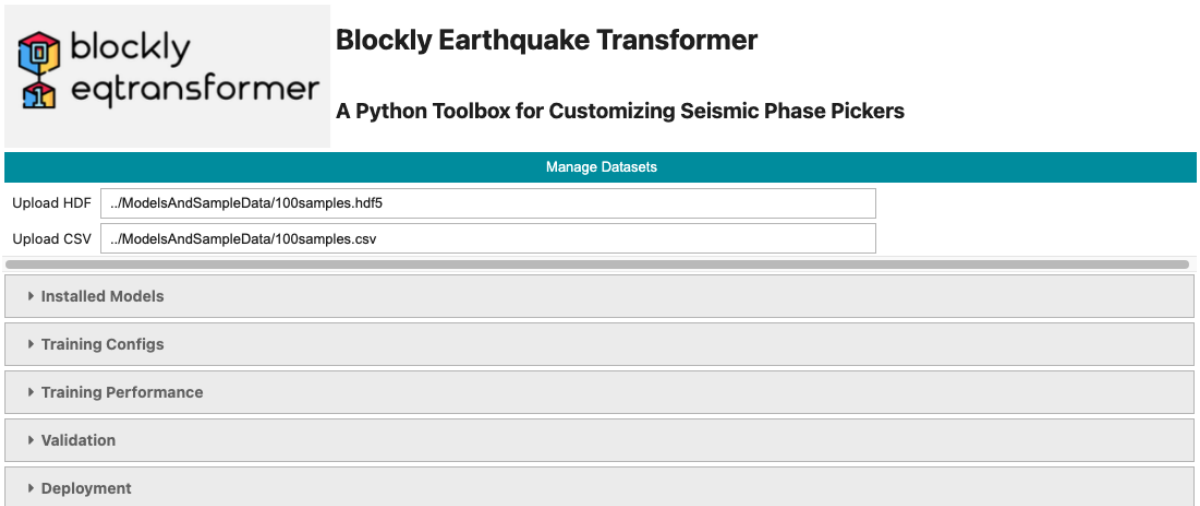 blockly
eqtransformer
Blockly Earthquake Transformer
A Python Toolbox for Customizing Seismic Phase Pickers
Manage Datasets
Upload HDF ../ModelsAndSampleData/100samples.hdf5
Upload CSV ../ModelsAndSampleData/100samples.csv
Installed Models
Training Configs
Training Performance
Validation
Deployment